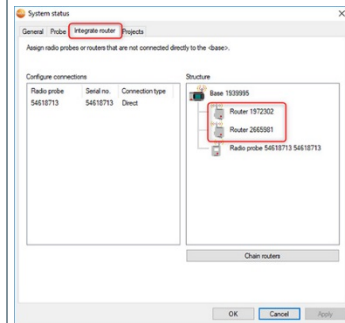 System status
General Probe Integrate router Projects
Assign radio probes or routers that are not connected directly to the <base>.
Configure connections
Structure
Radio probe Serial no. Connection type
54618713 54618713 Direct
Base 1939995
Router 1972302
Router 2665981
Radio probe 54618713 54618713
Chain routers
OK Cancel Apply